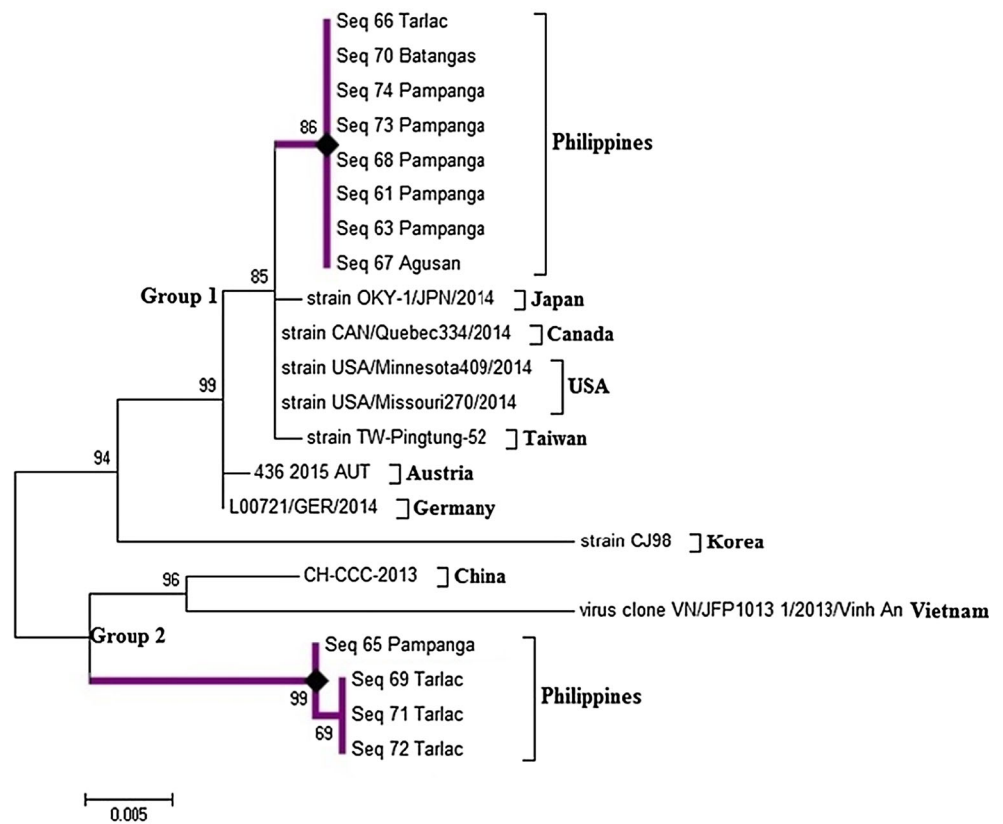 Seq 66 Tarlac
Seq 70 Batangas
Seq 74 Pampanga
Seq 73 Pampanga
86
Philippines
Seq 68 Pampanga
Seq 61 Pampanga
Seq 63 Pampanga
Seq 67 Agusan
85
Group 1
strain OKY-1/JPN/2014 Japan
strain CAN/Quebec334/2014 Canada
strain USA/Minnesota409/2014
USA
99
strain USA/Missouri270/2014
strain TW-Pingtung-52 Taiwan
94
436 2015 AUT Austria
L00721/GER/2014 Germany
strain CJ98 Korea
96
CH-CCC-2013 China
virus clone VN/JFP1013 1/2013/Vinh An Vietnam
Group 2
Seq 65 Pampanga
Seq 69 Tarlac
99
Philippines
Seq 71 Tarlac
69
Seq 72 Tarlac
0.005